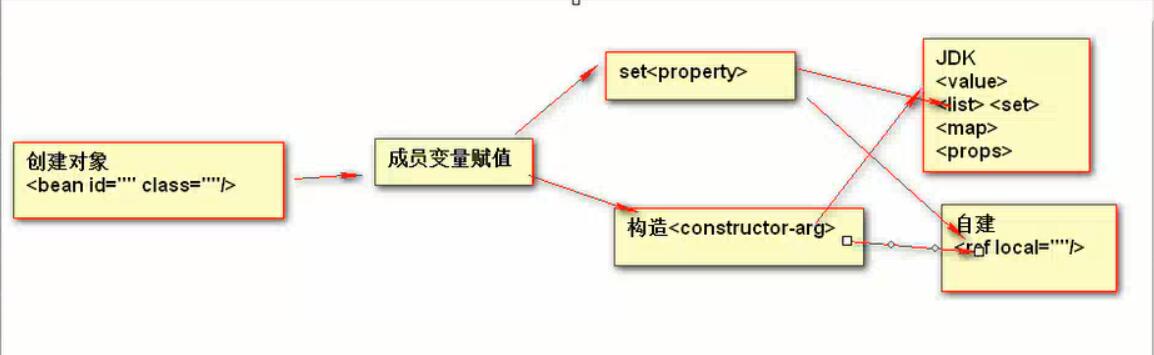 创建对象
<bean id="" class=""/>
成员变量赋值
set<property>
构造<constructor-arg>
JDK
<value>
<list> <set>
<map>
<props>
自建
<ref local=""/>